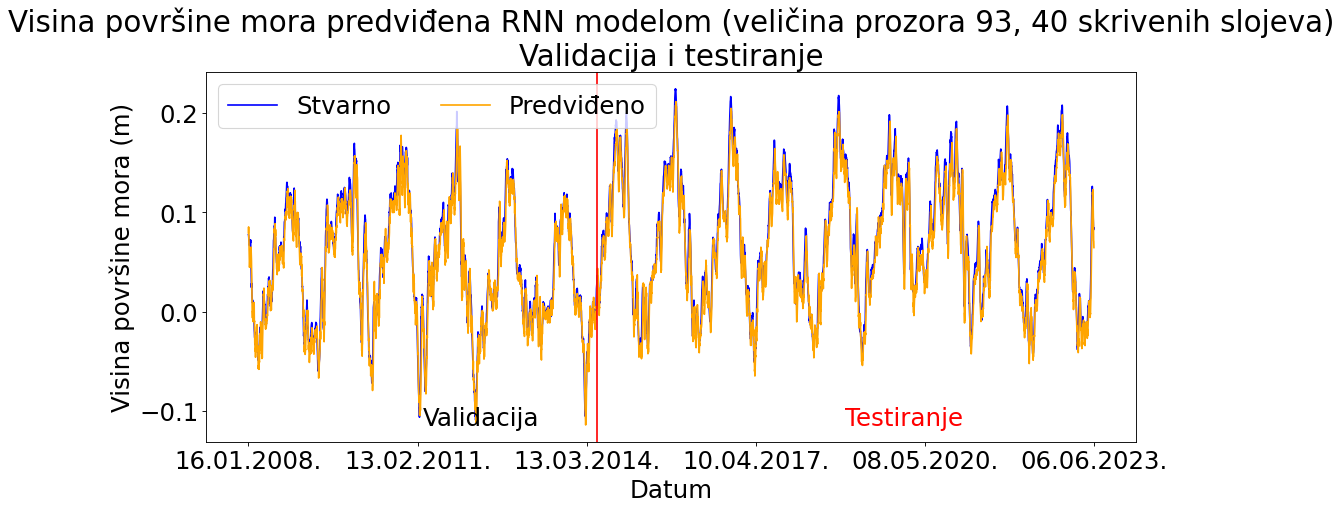 Visina površine mora predviđena RNN modelom (veličina prozora 93, 40 skrivenih slojeva)
Validacija i testiranje
Stvarno
Predviđeno
Visina površine mora (m)
0.2
0.1
0.0
−0.1
Validacija
Testiranje
16.01.2008.
13.02.2011.
13.03.2014.
10.04.2017.
08.05.2020.
06.06.2023.
Datum